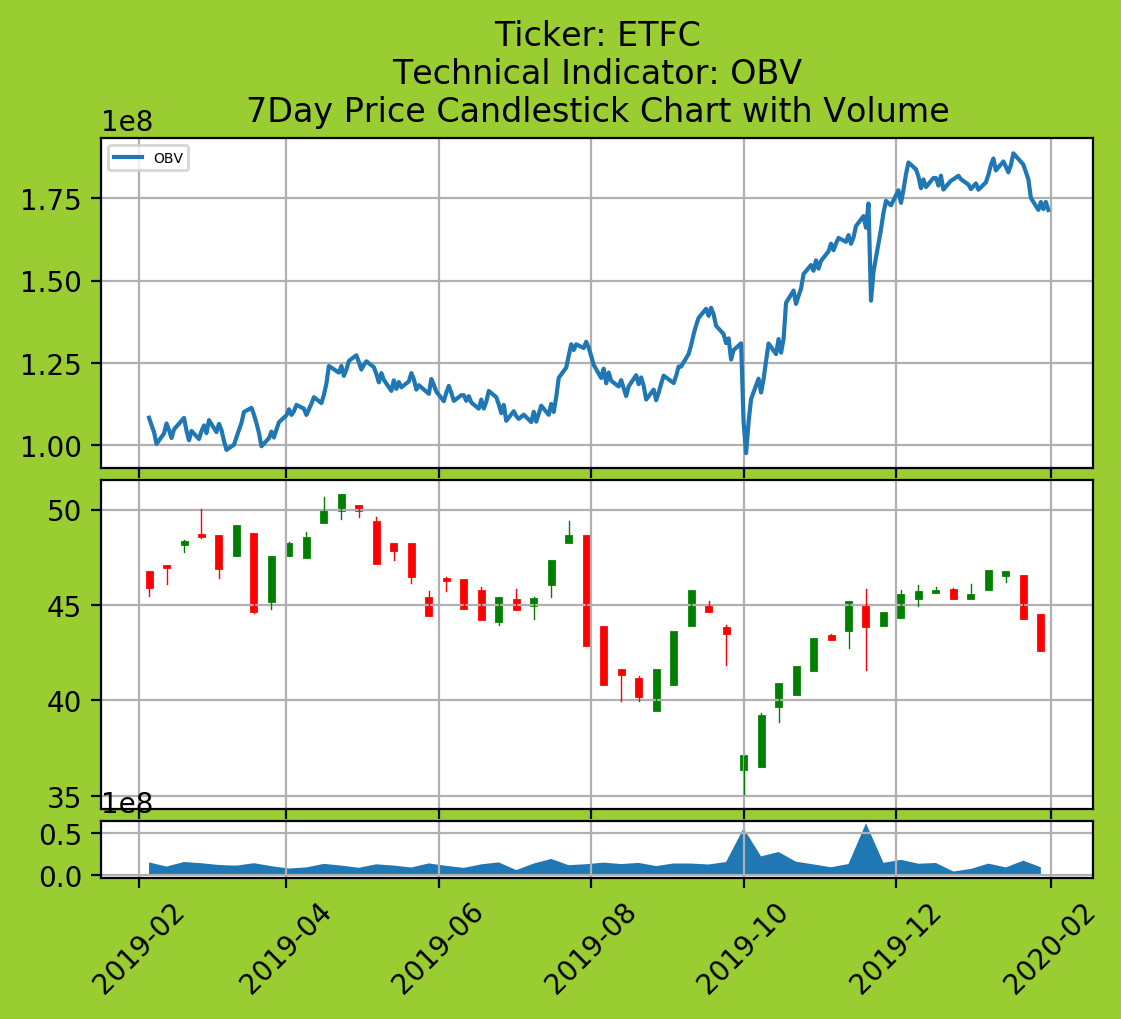 Ticker: ETFC
Technical Indicator: OBV
7Day Price Candlestick Chart with Volume
1e8
OBV
1.75
1.50
1.25
1.00
50
45
40
35
1e8
0.5
0.0
2019-02
2019-04
2019-06
2019-08
2019-10
2019-12
2020-02